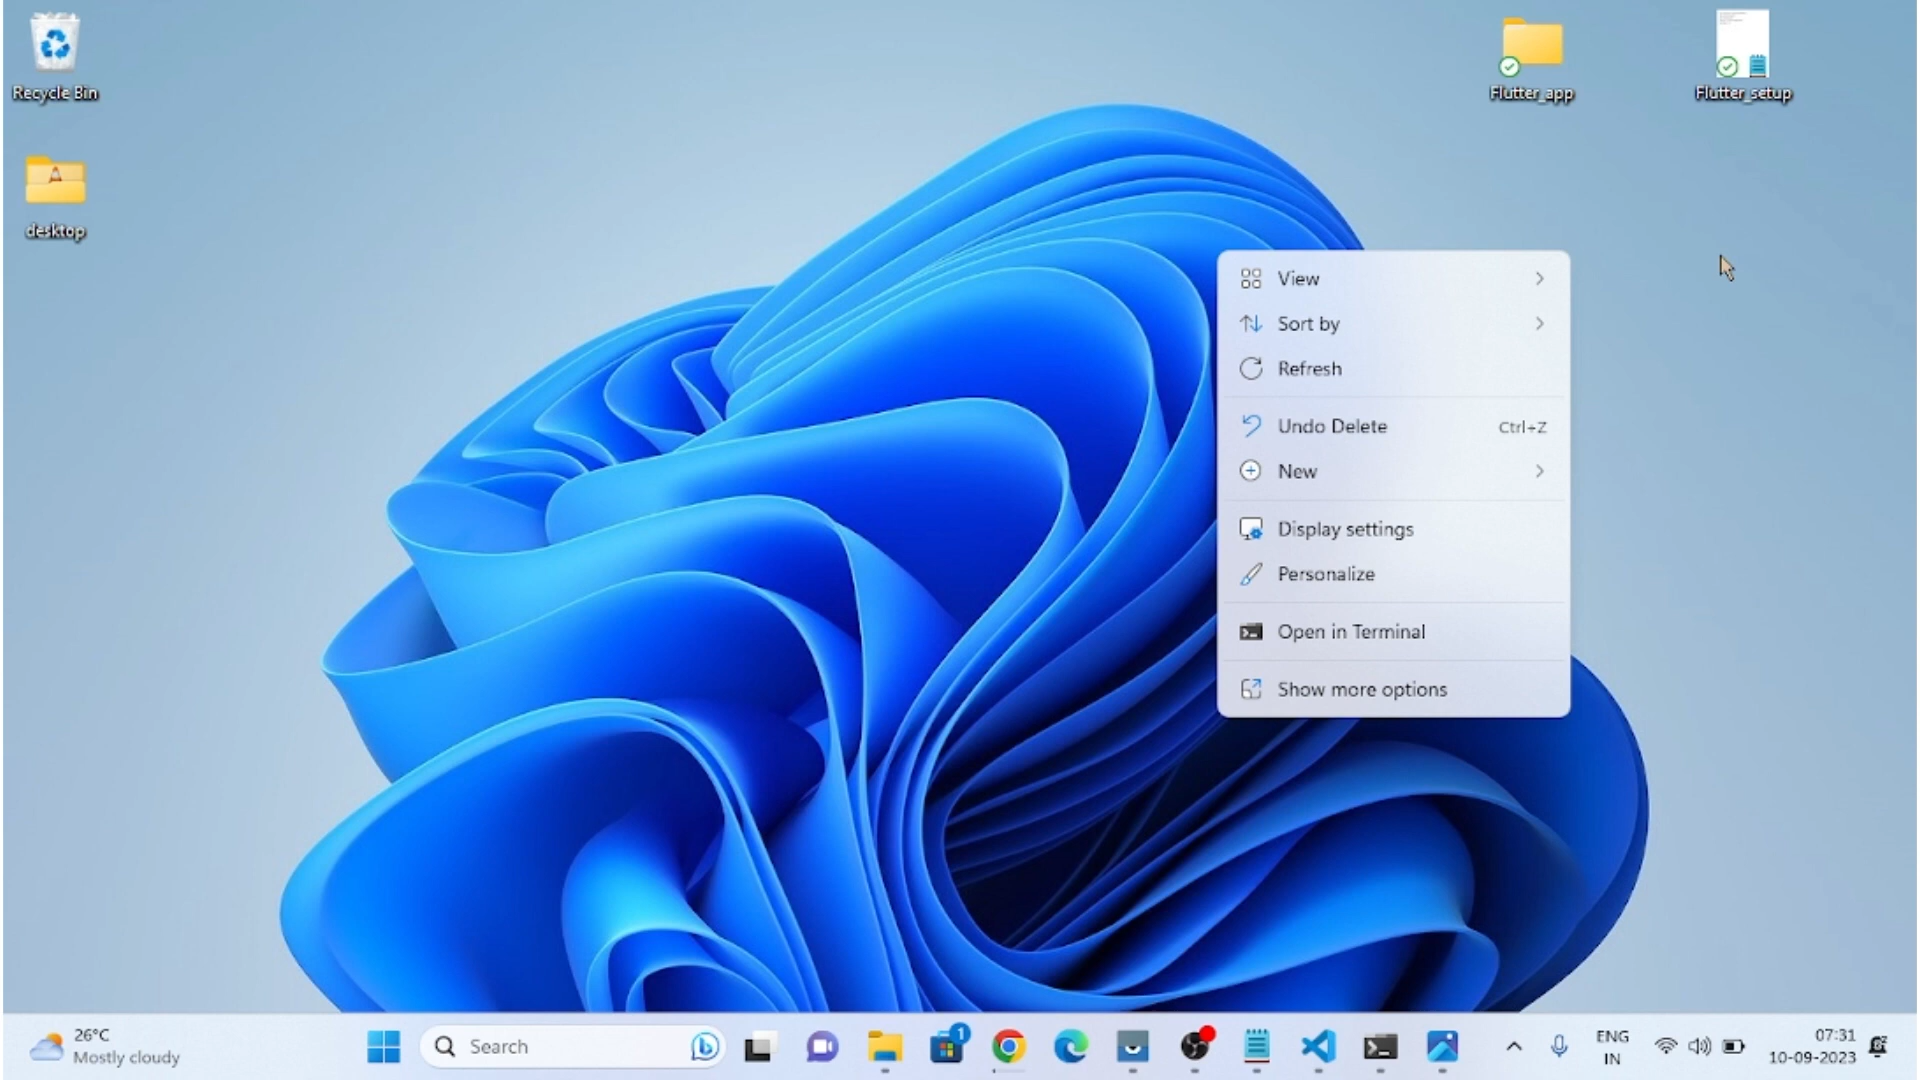 Recycle Bin
desktop
Flutter_app
Flutter_setup
View
Sort by
Refresh
Undo Delete Ctrl+Z
New
Display settings
Personalize
Open in Terminal
Show more options
26°C
Mostly cloudy
Search
1
ENG
IN
07:31
10-09-2023